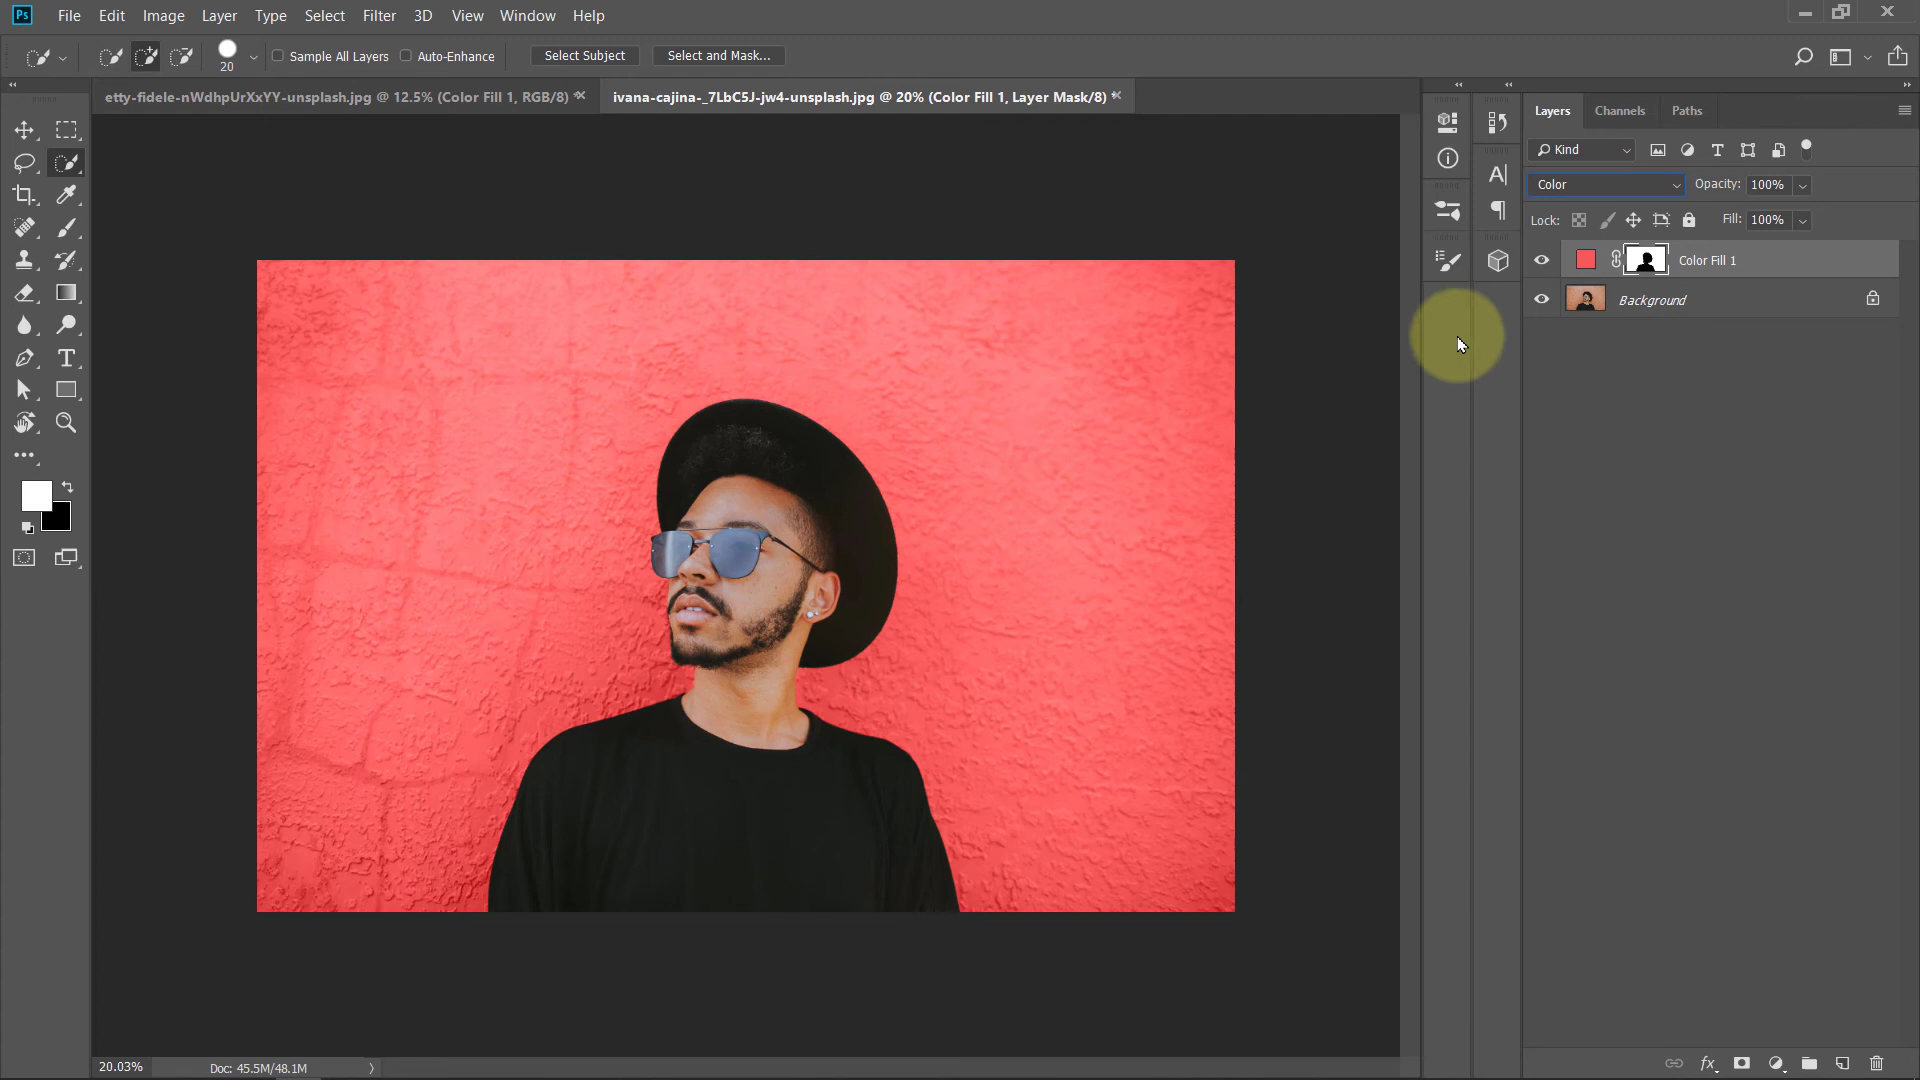 Ps File Edit Image Layer Type Select Filter 3D View Window Help
20 Sample All Layers Auto-Enhance Select Subject Select and Mask...
etty-fidele-nWdhpUrXxYY-unsplash.jpg @ 12.5% (Color Fill 1, RGB/8) *
ivana-cajina-_7LbC5J-jw4-unsplash.jpg @ 20% (Color Fill 1, Layer Mask/8) *
Layers Channels Paths
Kind
Color Opacity: 100%
Lock: Fill: 100%
Color Fill 1
Background
20.03% Doc: 45.5M/48.1M